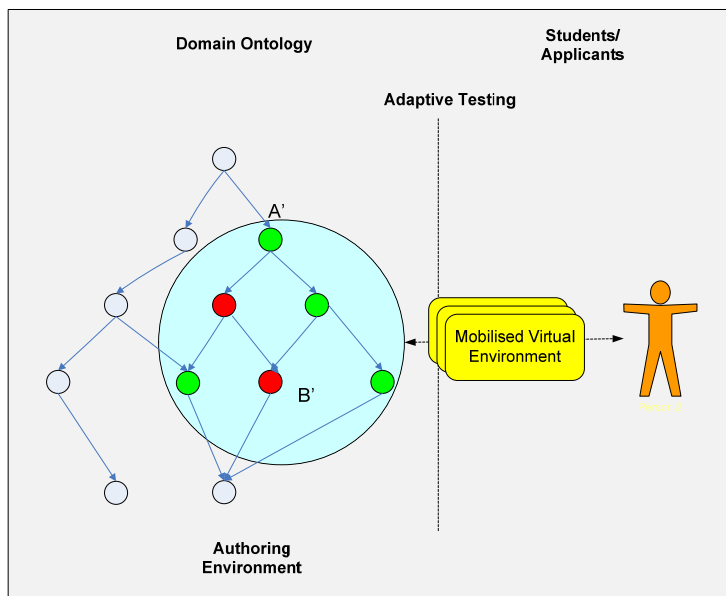 Domain Ontology
Students/
Applicants
Adaptive Testing
A’
Mobilised Virtual
Environment
B’
Authoring
Environment